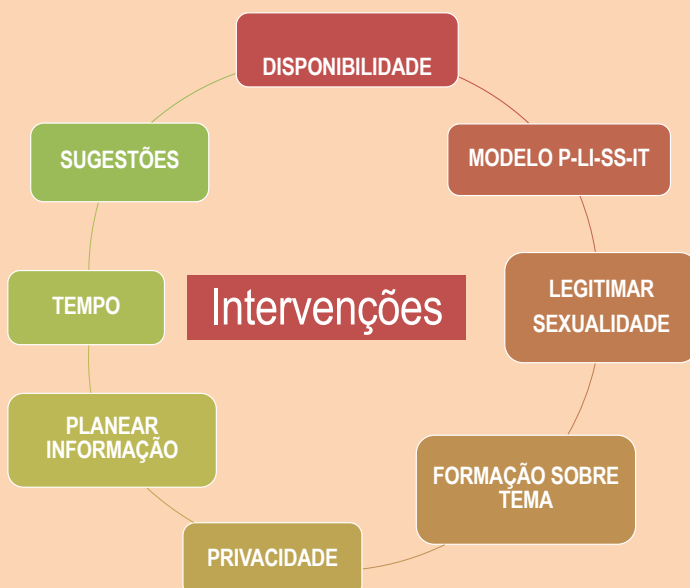 DISPONIBILIDADE
MODELO P-LI-SS-IT
LEGITIMAR
SEXUALIDADE
FORMAÇÃO SOBRE
TEMA
PRIVACIDADE
PLANEAR
INFORMAÇÃO
TEMPO
SUGESTÕES
Intervenções